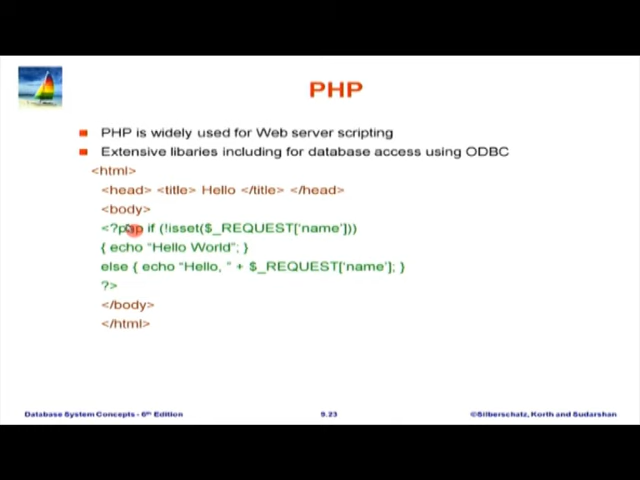 PHP
PHP is widely used for Web server scripting
Extensive libaries including for database access using ODBC
<html>
<head> <title> Hello </title> </head>
<body>
<?php if (!isset($_REQUEST['name']))
{ echo “Hello World”; }
else { echo “Hello, ” + $_REQUEST['name']; }
?>
</body>
</html>
Database System Concepts - 6th Edition
9.23
©Silberschatz, Korth and Sudarshan